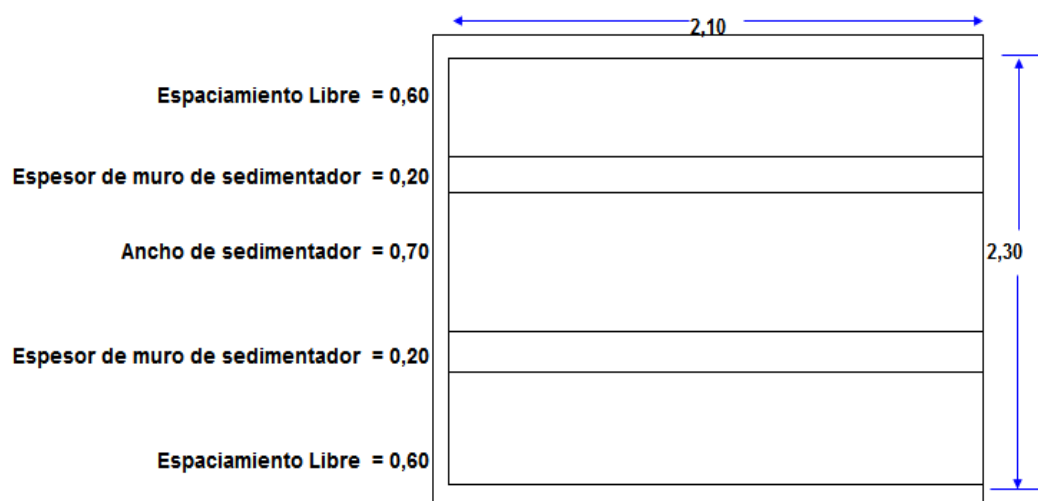 2,10
Espaciamiento Libre = 0,60
Espesor de muro de sedimentador = 0,20
Ancho de sedimentador = 0,70
2,30
Espesor de muro de sedimentador = 0,20
Espaciamiento Libre = 0,60